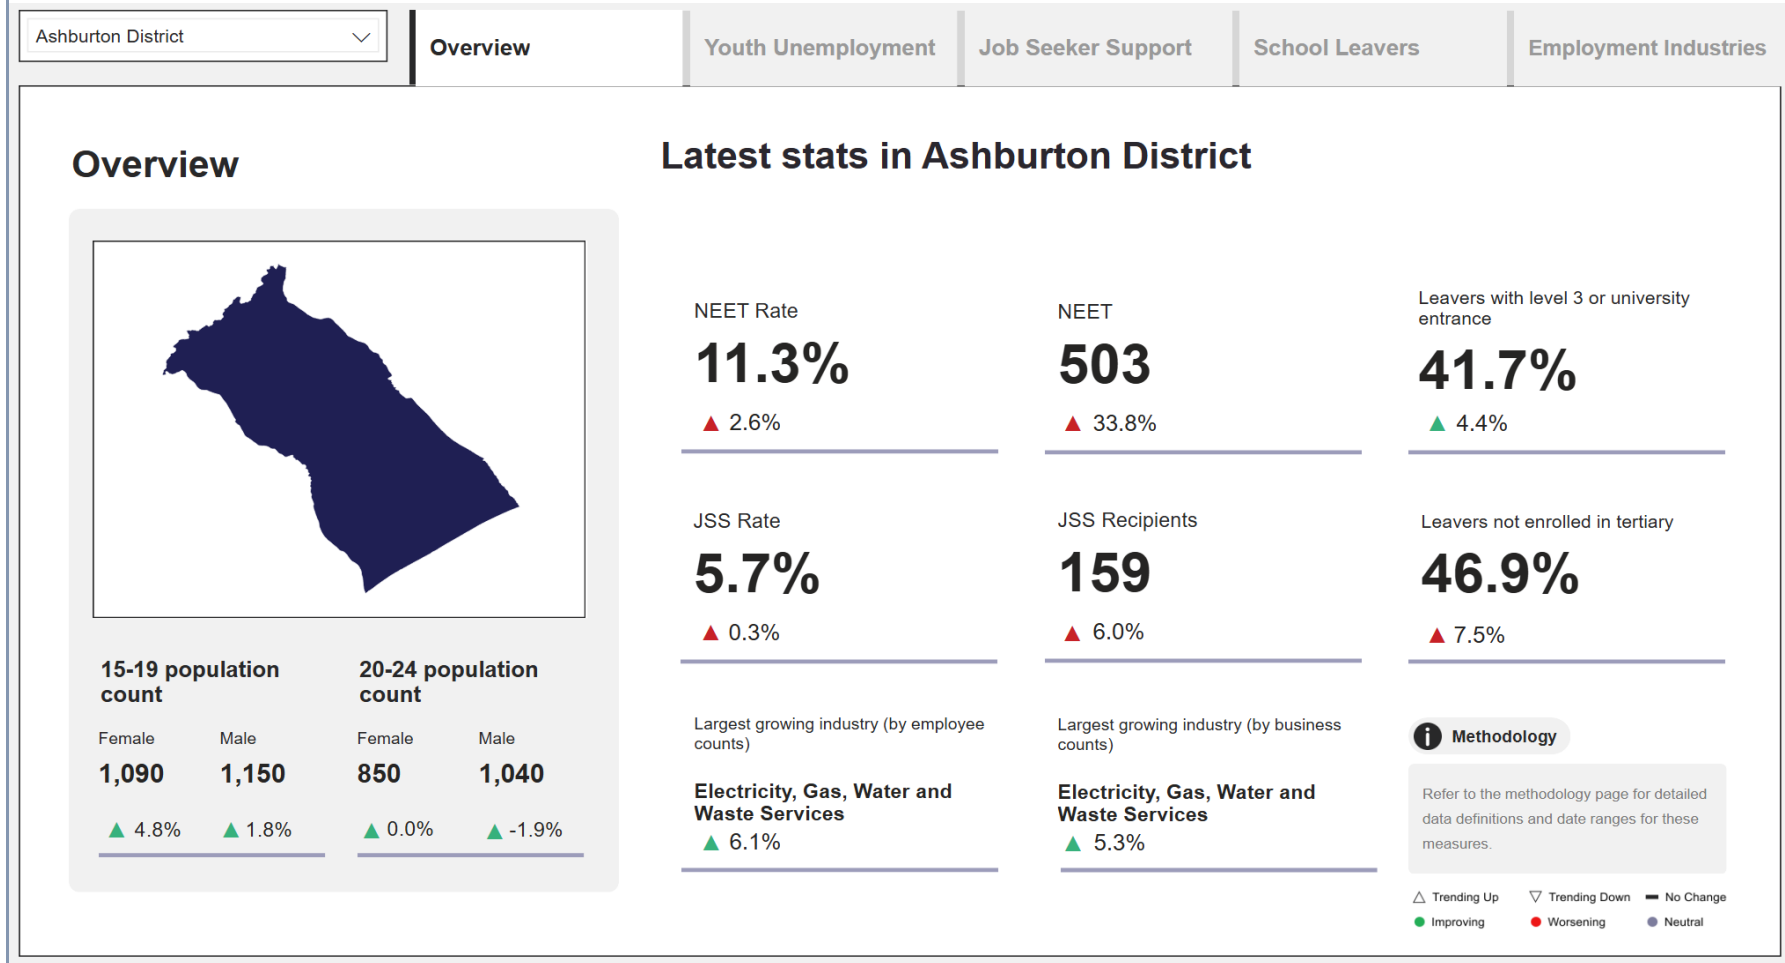 Ashburton District
Overview
Youth Unemployment
Job Seeker Support
School Leavers
Employment Industries
Overview
15-19 population
count
Female
Male
1,090
1,150
▲ 4.8%
▲ 1.8%
20-24 population
count
Female
Male
850
1,040
▲ 0.0%
▲ -1.9%
Latest stats in Ashburton District
NEET Rate
11.3%
▲ 2.6%
NEET
503
▲ 33.8%
Leavers with level 3 or university
entrance
41.7%
▲ 4.4%
JSS Rate
5.7%
▲ 0.3%
JSS Recipients
159
▲ 6.0%
Leavers not enrolled in tertiary
46.9%
▲ 7.5%
Largest growing industry (by employee
counts)
Electricity, Gas, Water and
Waste Services
▲ 6.1%
Largest growing industry (by business
counts)
Electricity, Gas, Water and
Waste Services
▲ 5.3%
i Methodology
Refer to the methodology page for detailed
data definitions and date ranges for these
measures.
△ Trending Up ▽ Trending Down No Change
Improving Worsening Neutral